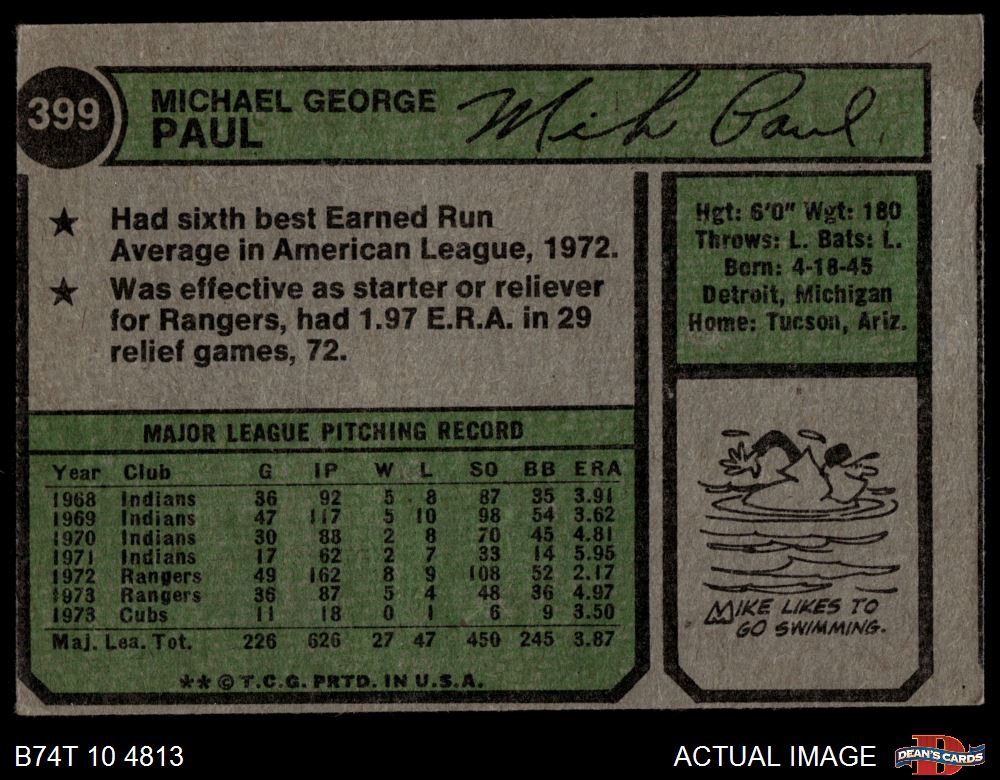 399
MICHAEL GEORGE
PAUL
Mik Paul
★ Had sixth best Earned Run
Average in American League, 1972.
★ Was effective as starter or reliever
for Rangers, had 1.97 E.R.A. in 29
relief games, 72.
Hgt: 6'0" Wgt: 180
Throws: L. Bats: L.
Born: 4-18-45
Detroit, Michigan
Home: Tucson, Ariz.
MAJOR LEAGUE PITCHING RECORD
Year Club G IP W L SO BB ERA
1968 Indians 36 92 5 8 87 35 3.91
1969 Indians 47 117 5 10 98 54 3.62
1970 Indians 30 88 2 8 70 45 4.81
1971 Indians 17 62 2 7 33 14 5.95
1972 Rangers 49 162 8 9 108 52 2.17
1973 Rangers 36 87 5 4 48 36 4.97
1973 Cubs 11 18 0 1 6 9 3.50
Maj. Lea. Tot. 226 626 27 47 450 245 3.87
** © T.C.G. PRTD. IN U.S.A.
MIKE LIKES TO
GO SWIMMING.
B74T 10 4813
ACTUAL IMAGE
DEAN'S CARDS